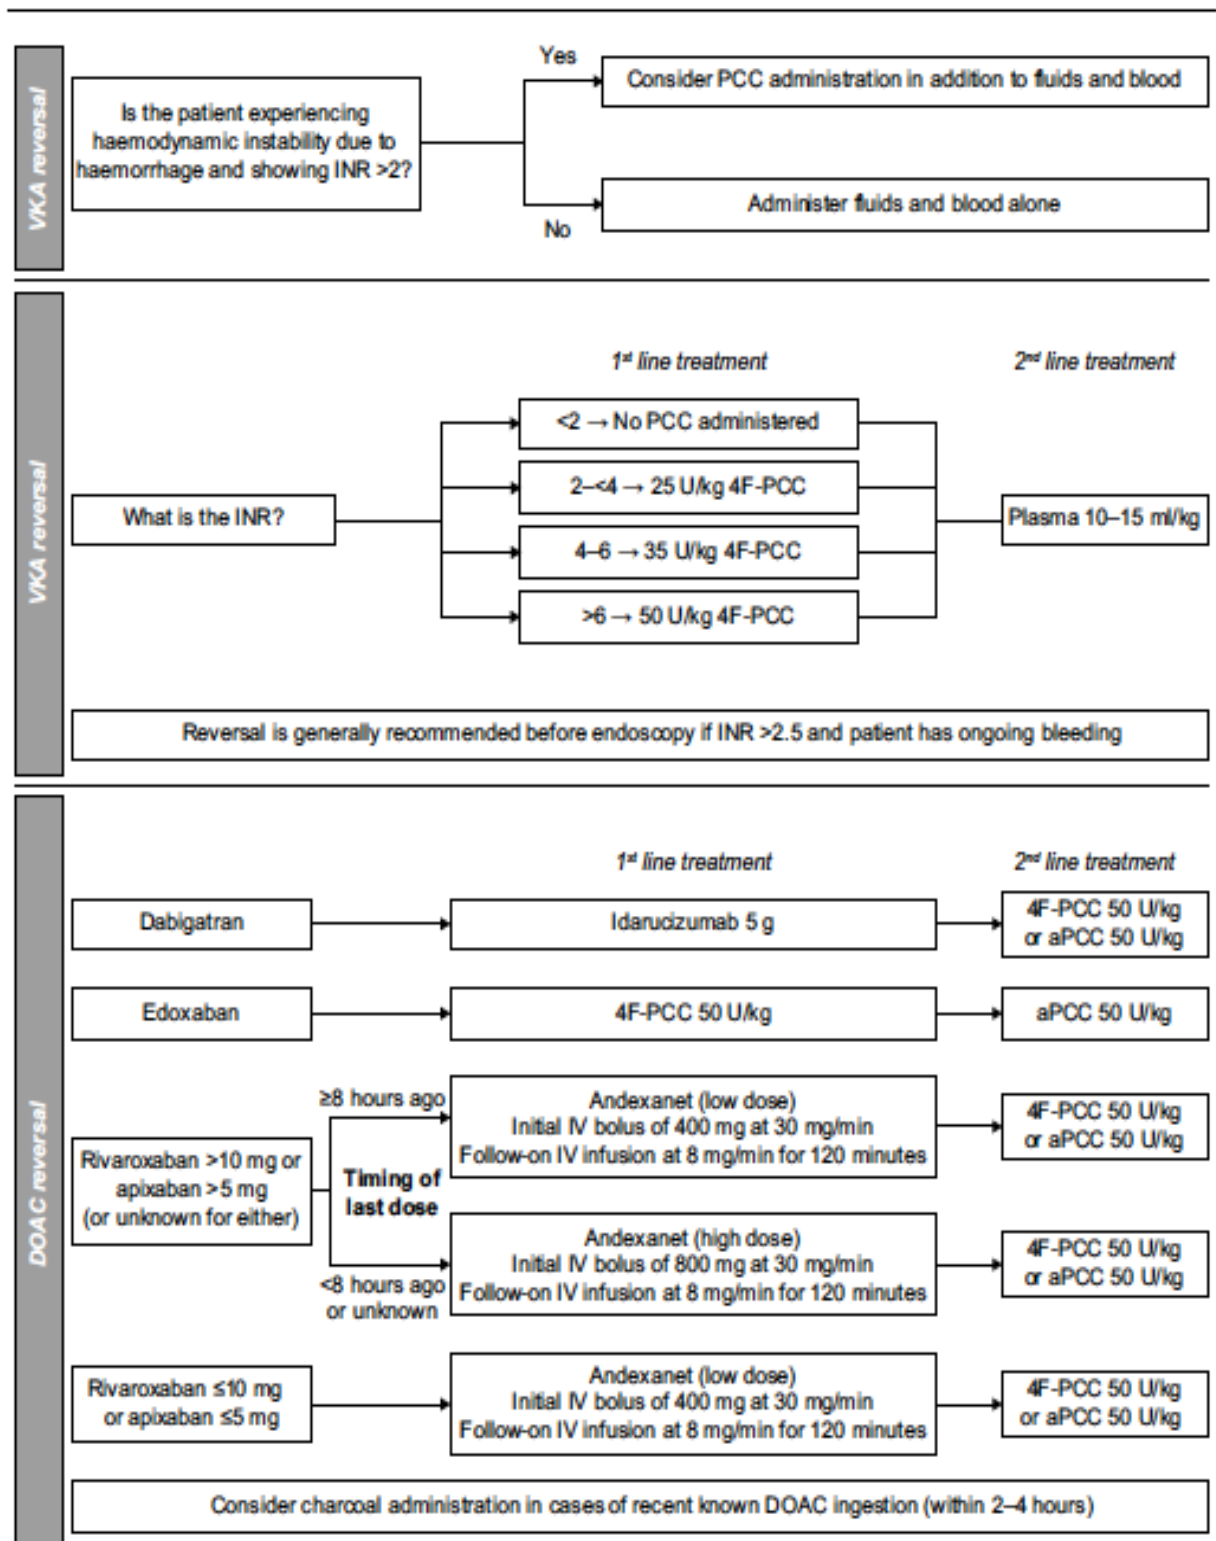 VKA reversal
Is the patient experiencing
haemodynamic instability due to
haemorrhage and showing INR >2?
Yes
Consider PCC administration in addition to fluids and blood
No
Administer fluids and blood alone
VKA reversal
1st line treatment
2nd line treatment
What is the INR?
<2 → No PCC administered
2–<4 → 25 U/kg 4F-PCC
4–6 → 35 U/kg 4F-PCC
>6 → 50 U/kg 4F-PCC
Plasma 10–15 ml/kg
Reversal is generally recommended before endoscopy if INR >2.5 and patient has ongoing bleeding
DOAC reversal
1st line treatment
2nd line treatment
Dabigatran
Idarucizumab 5 g
4F-PCC 50 U/kg
or aPCC 50 U/kg
Edoxaban
4F-PCC 50 U/kg
aPCC 50 U/kg
Rivaroxaban >10 mg or
apixaban >5 mg
(or unknown for either)
Timing of
last dose
≥8 hours ago
Andexanet (low dose)
Initial IV bolus of 400 mg at 30 mg/min
Follow-on IV infusion at 8 mg/min for 120 minutes
4F-PCC 50 U/kg
or aPCC 50 U/kg
<8 hours ago
or unknown
Andexanet (high dose)
Initial IV bolus of 800 mg at 30 mg/min
Follow-on IV infusion at 8 mg/min for 120 minutes
4F-PCC 50 U/kg
or aPCC 50 U/kg
Rivaroxaban ≤10 mg
or apixaban ≤5 mg
Andexanet (low dose)
Initial IV bolus of 400 mg at 30 mg/min
Follow-on IV infusion at 8 mg/min for 120 minutes
4F-PCC 50 U/kg
or aPCC 50 U/kg
Consider charcoal administration in cases of recent known DOAC ingestion (within 2–4 hours)